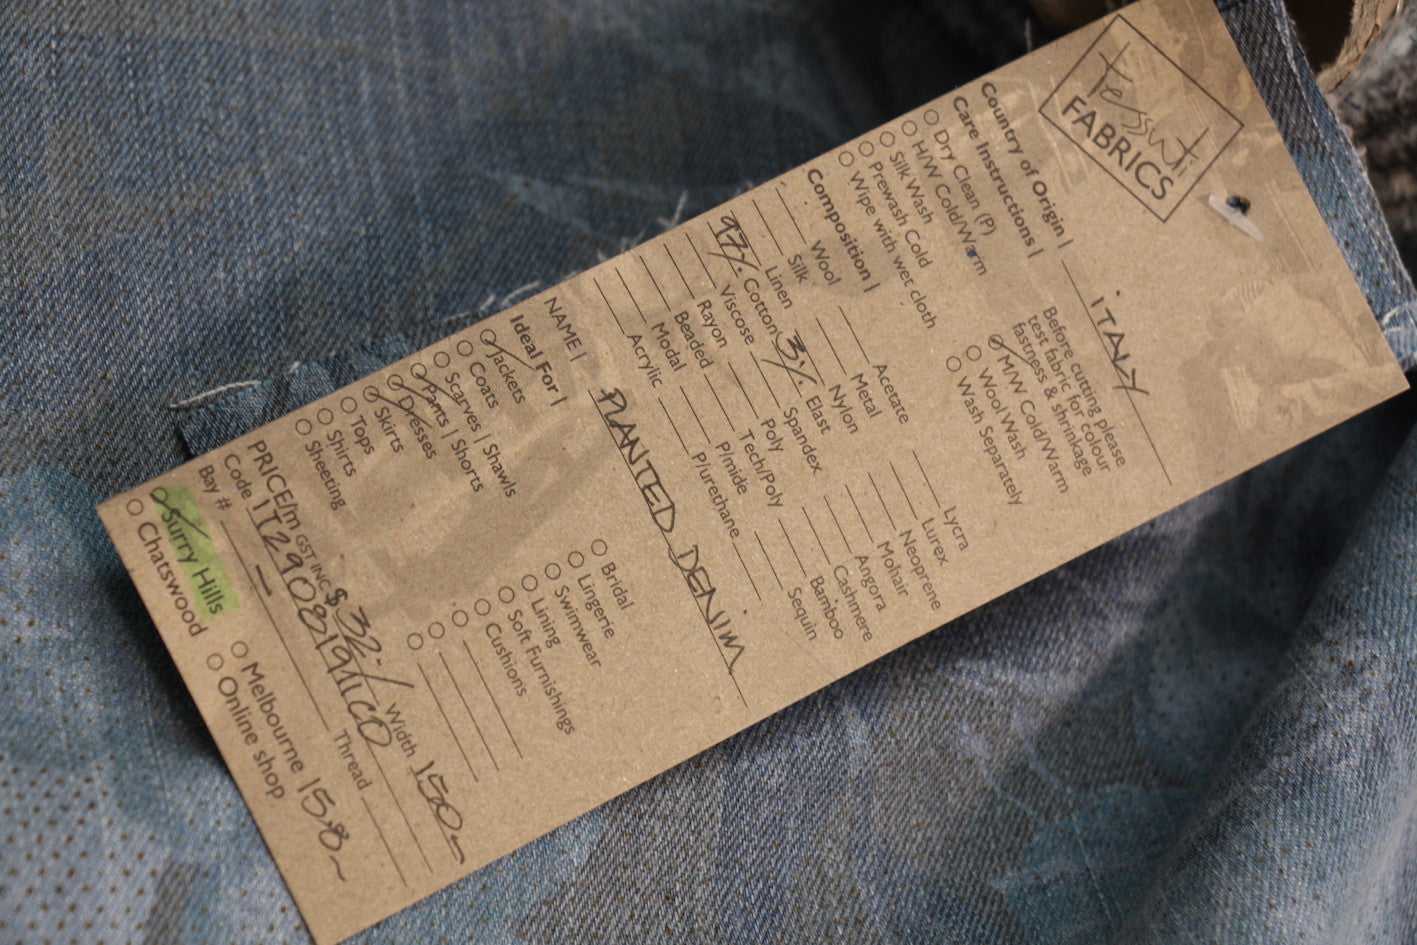 Tessuti
FABRICS
Country of Origin | ITALY
Care Instructions |
Dry Clean (P)
H/W Cold/Warm
Silk Wash
Prewash Cold
Wipe with wet cloth
Before cutting please
test fabric for colour
fastness & shrinkage
M/W Cold/Warm
Wool Wash
Wash Separately
Composition |
Wool Acetate Lycra
Silk Metal Lurex
Linen Nylon Neoprene
97% Cotton 3% Elast Mohair
Viscose Spandex Angora
Rayon Poly Cashmere
Beaded Tech/Poly Bamboo
Modal P/mide Sequin
Acrylic P/urethane
NAME | PLANTED DENIM
Ideal For |
Jackets
Coats
Scarves | Shawls
Pants | Shorts
Dresses
Skirts
Tops
Shirts
Sheeting
Bridal
Lingerie
Swimwear
Lining
Soft Furnishings
Cushions
PRICE/m GST INC $32./ Width 150
Code IT2908191CO
Bay # — Thread
Surry Hills Melbourne 15.8
Chatswood Online shop